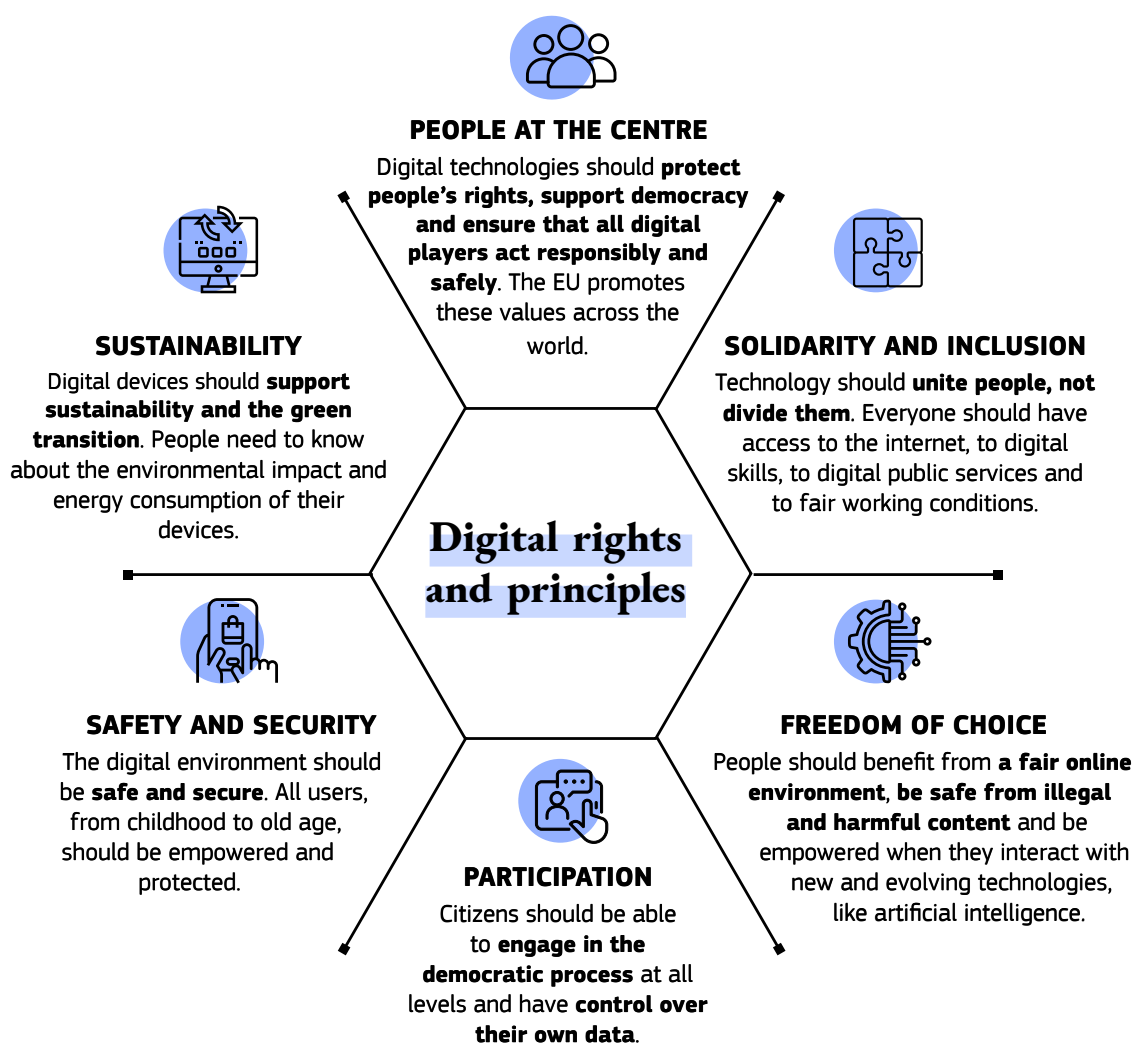 PEOPLE AT THE CENTRE
Digital technologies should protect
people’s rights, support democracy
and ensure that all digital
players act responsibly and
safely. The EU promotes
these values across the
world.
SOLIDARITY AND INCLUSION
Technology should unite people, not
divide them. Everyone should have
access to the internet, to digital
skills, to digital public services and
to fair working conditions.
FREEDOM OF CHOICE
People should benefit from a fair online
environment, be safe from illegal
and harmful content and be
empowered when they interact with
new and evolving technologies,
like artificial intelligence.
PARTICIPATION
Citizens should be able
to engage in the
democratic process at all
levels and have control over
their own data.
SAFETY AND SECURITY
The digital environment should
be safe and secure. All users,
from childhood to old age,
should be empowered and
protected.
SUSTAINABILITY
Digital devices should support
sustainability and the green
transition. People need to know
about the environmental impact and
energy consumption of their
devices.
Digital rights
and principles